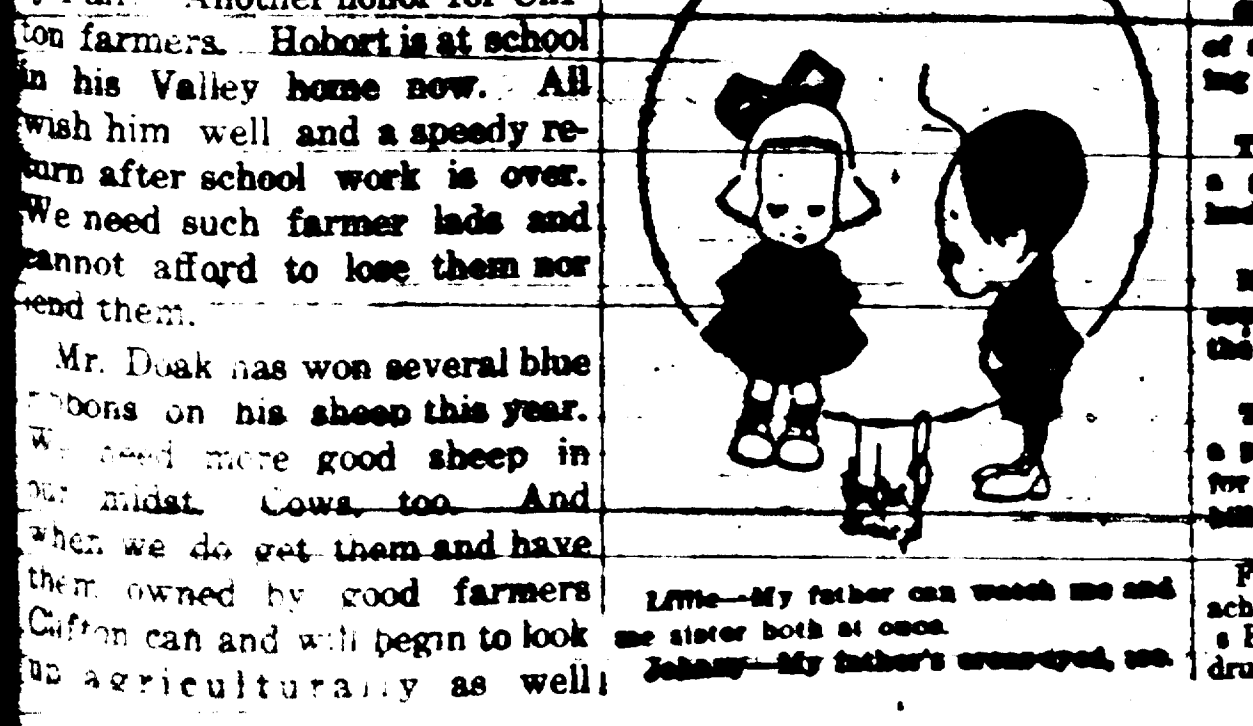 ton farmers. Hobort is at school
in his Valley home now. All
wish him well and a speedy re-
turn after school work is over.
We need such farmer lads and
cannot afford to lose them nor
them.
Mr. Doak has won several blue
ribbons on his sheep this year.
We need more good sheep in
our midst. Cows, too. And
when we do get them and have
them owned by good farmers
Clifton can and will begin to look
up agriculturally as well
My father can watch me and
me sister both at once.
Johnny—My father's cross-eyed, too.
of
a
for
the